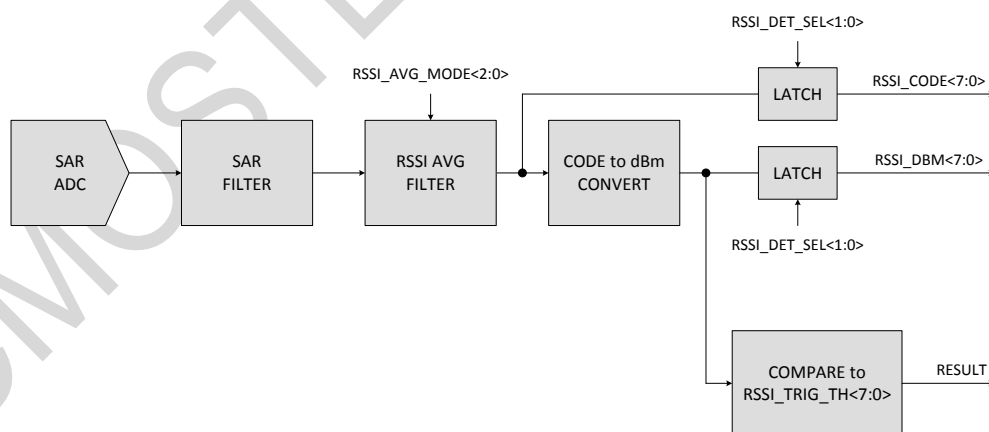 RSSI_DET_SEL<1:0>
RSSI_AVG_MODE<2:0>
LATCH
RSSI_CODE<7:0>
SAR
ADC
SAR
FILTER
RSSI AVG
FILTER
CODE to dBm
CONVERT
LATCH
RSSI_DBM<7:0>
RSSI_DET_SEL<1:0>
COMPARE to
RSSI_TRIG_TH<7:0>
RESULT
CMOSTE